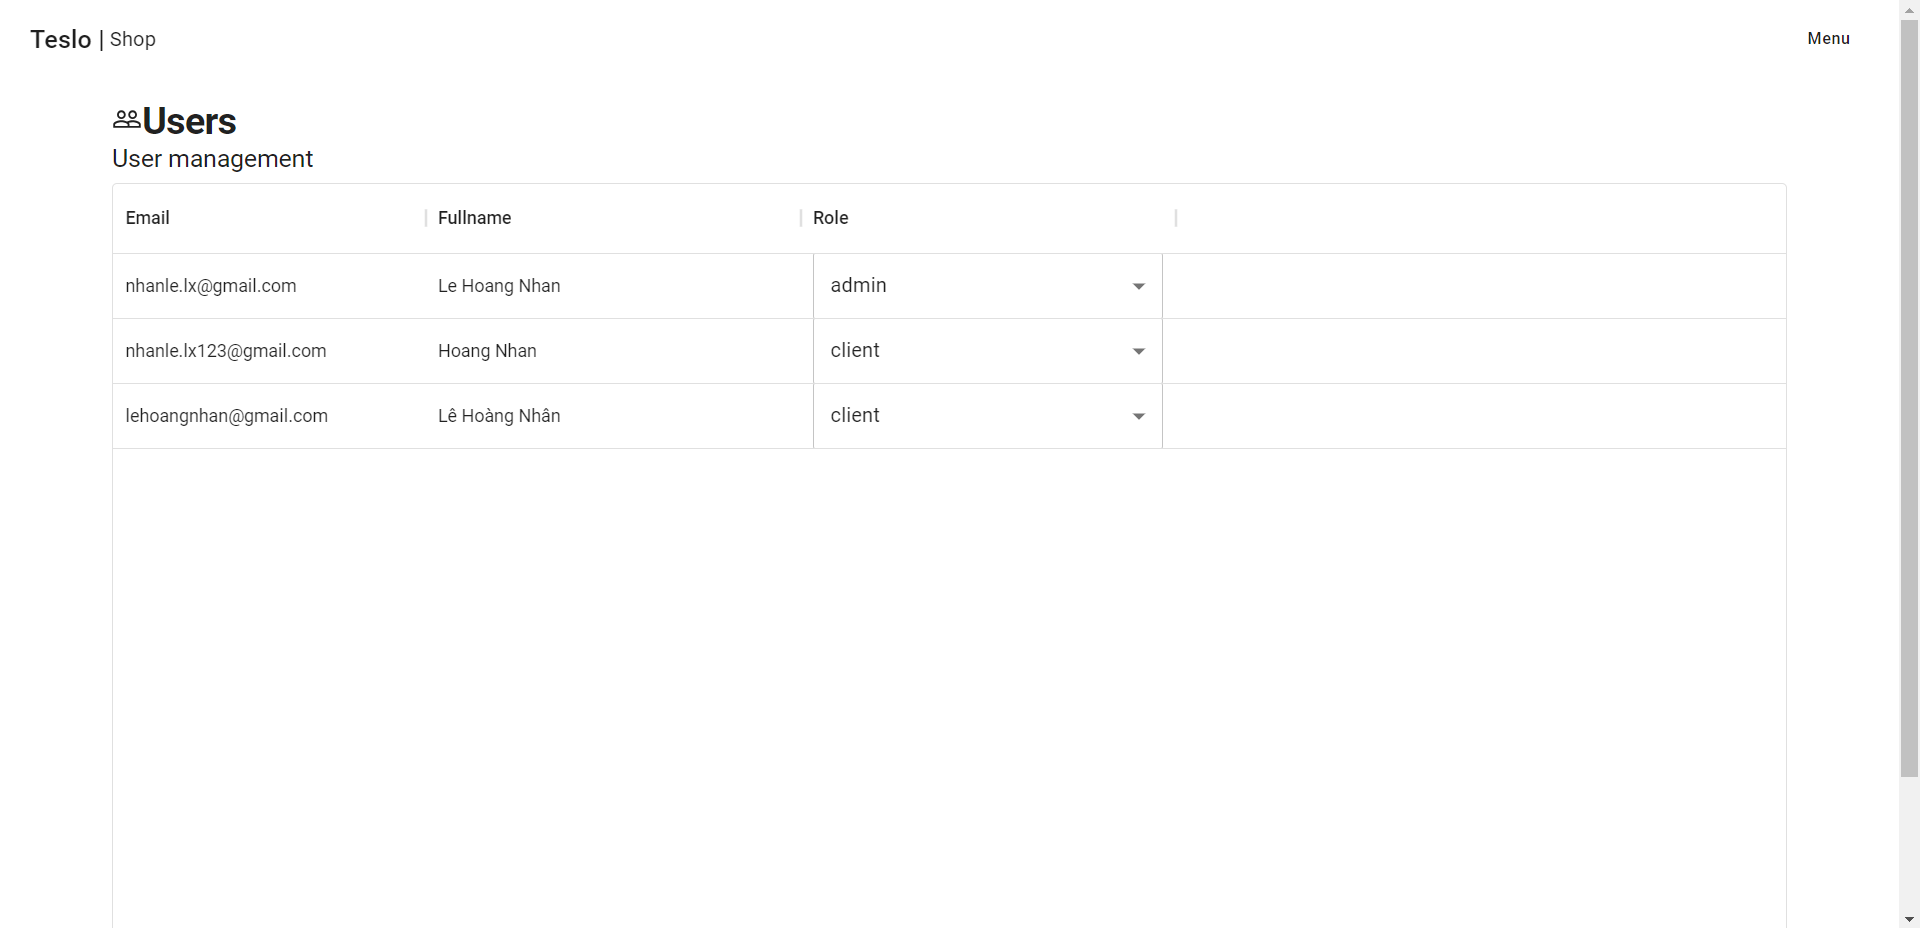 Teslo | Shop Menu
Users
User management
Email Fullname Role
nhanle.lx@gmail.com Le Hoang Nhan admin
nhanle.lx123@gmail.com Hoang Nhan client
lehoangnhan@gmail.com Lê Hoàng Nhân client